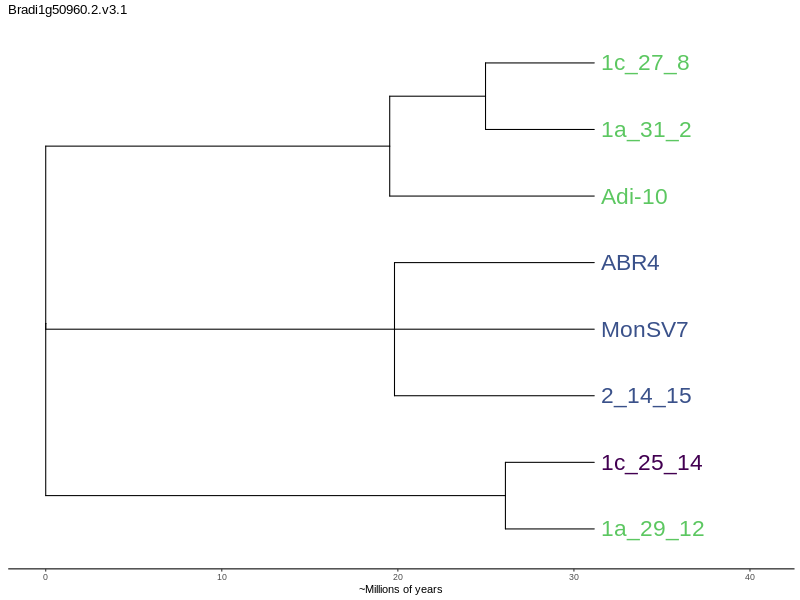 Bradi1g50960.2.v3.1
1c_27_8
1a_31_2
Adi-10
ABR4
MonSV7
2_14_15
1c_25_14
1a_29_12
0 10 20 30 40
~Millions of years